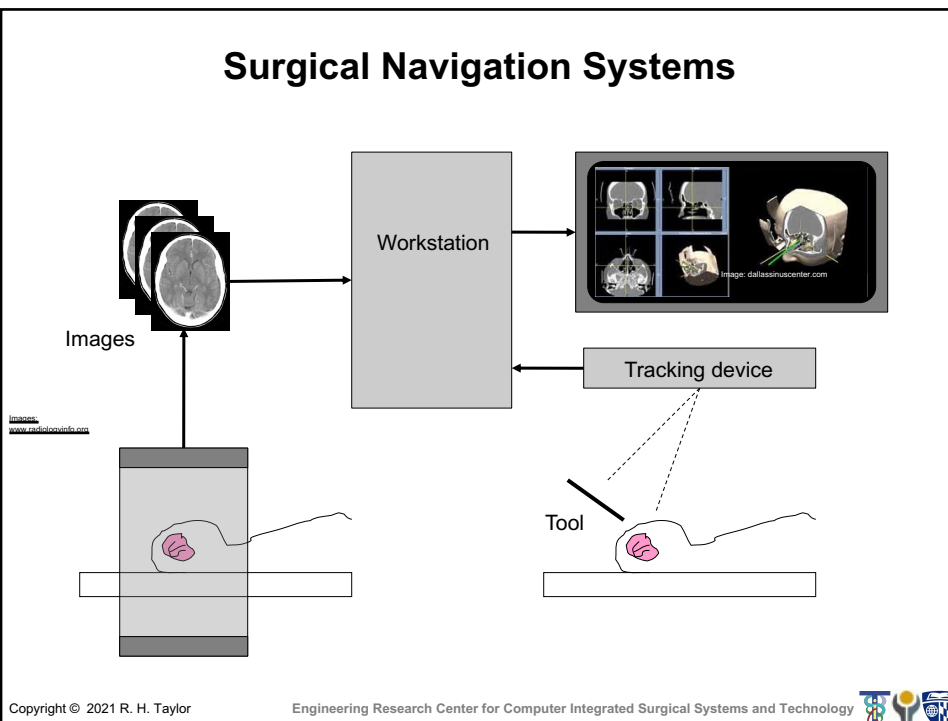 Surgical Navigation Systems
Workstation
Image: dallassinuscenter.com
Images
Tracking device
Images:
www.radiologyinfo.org
Tool
Copyright © 2021 R. H. Taylor
Engineering Research Center for Computer Integrated Surgical Systems and Technology